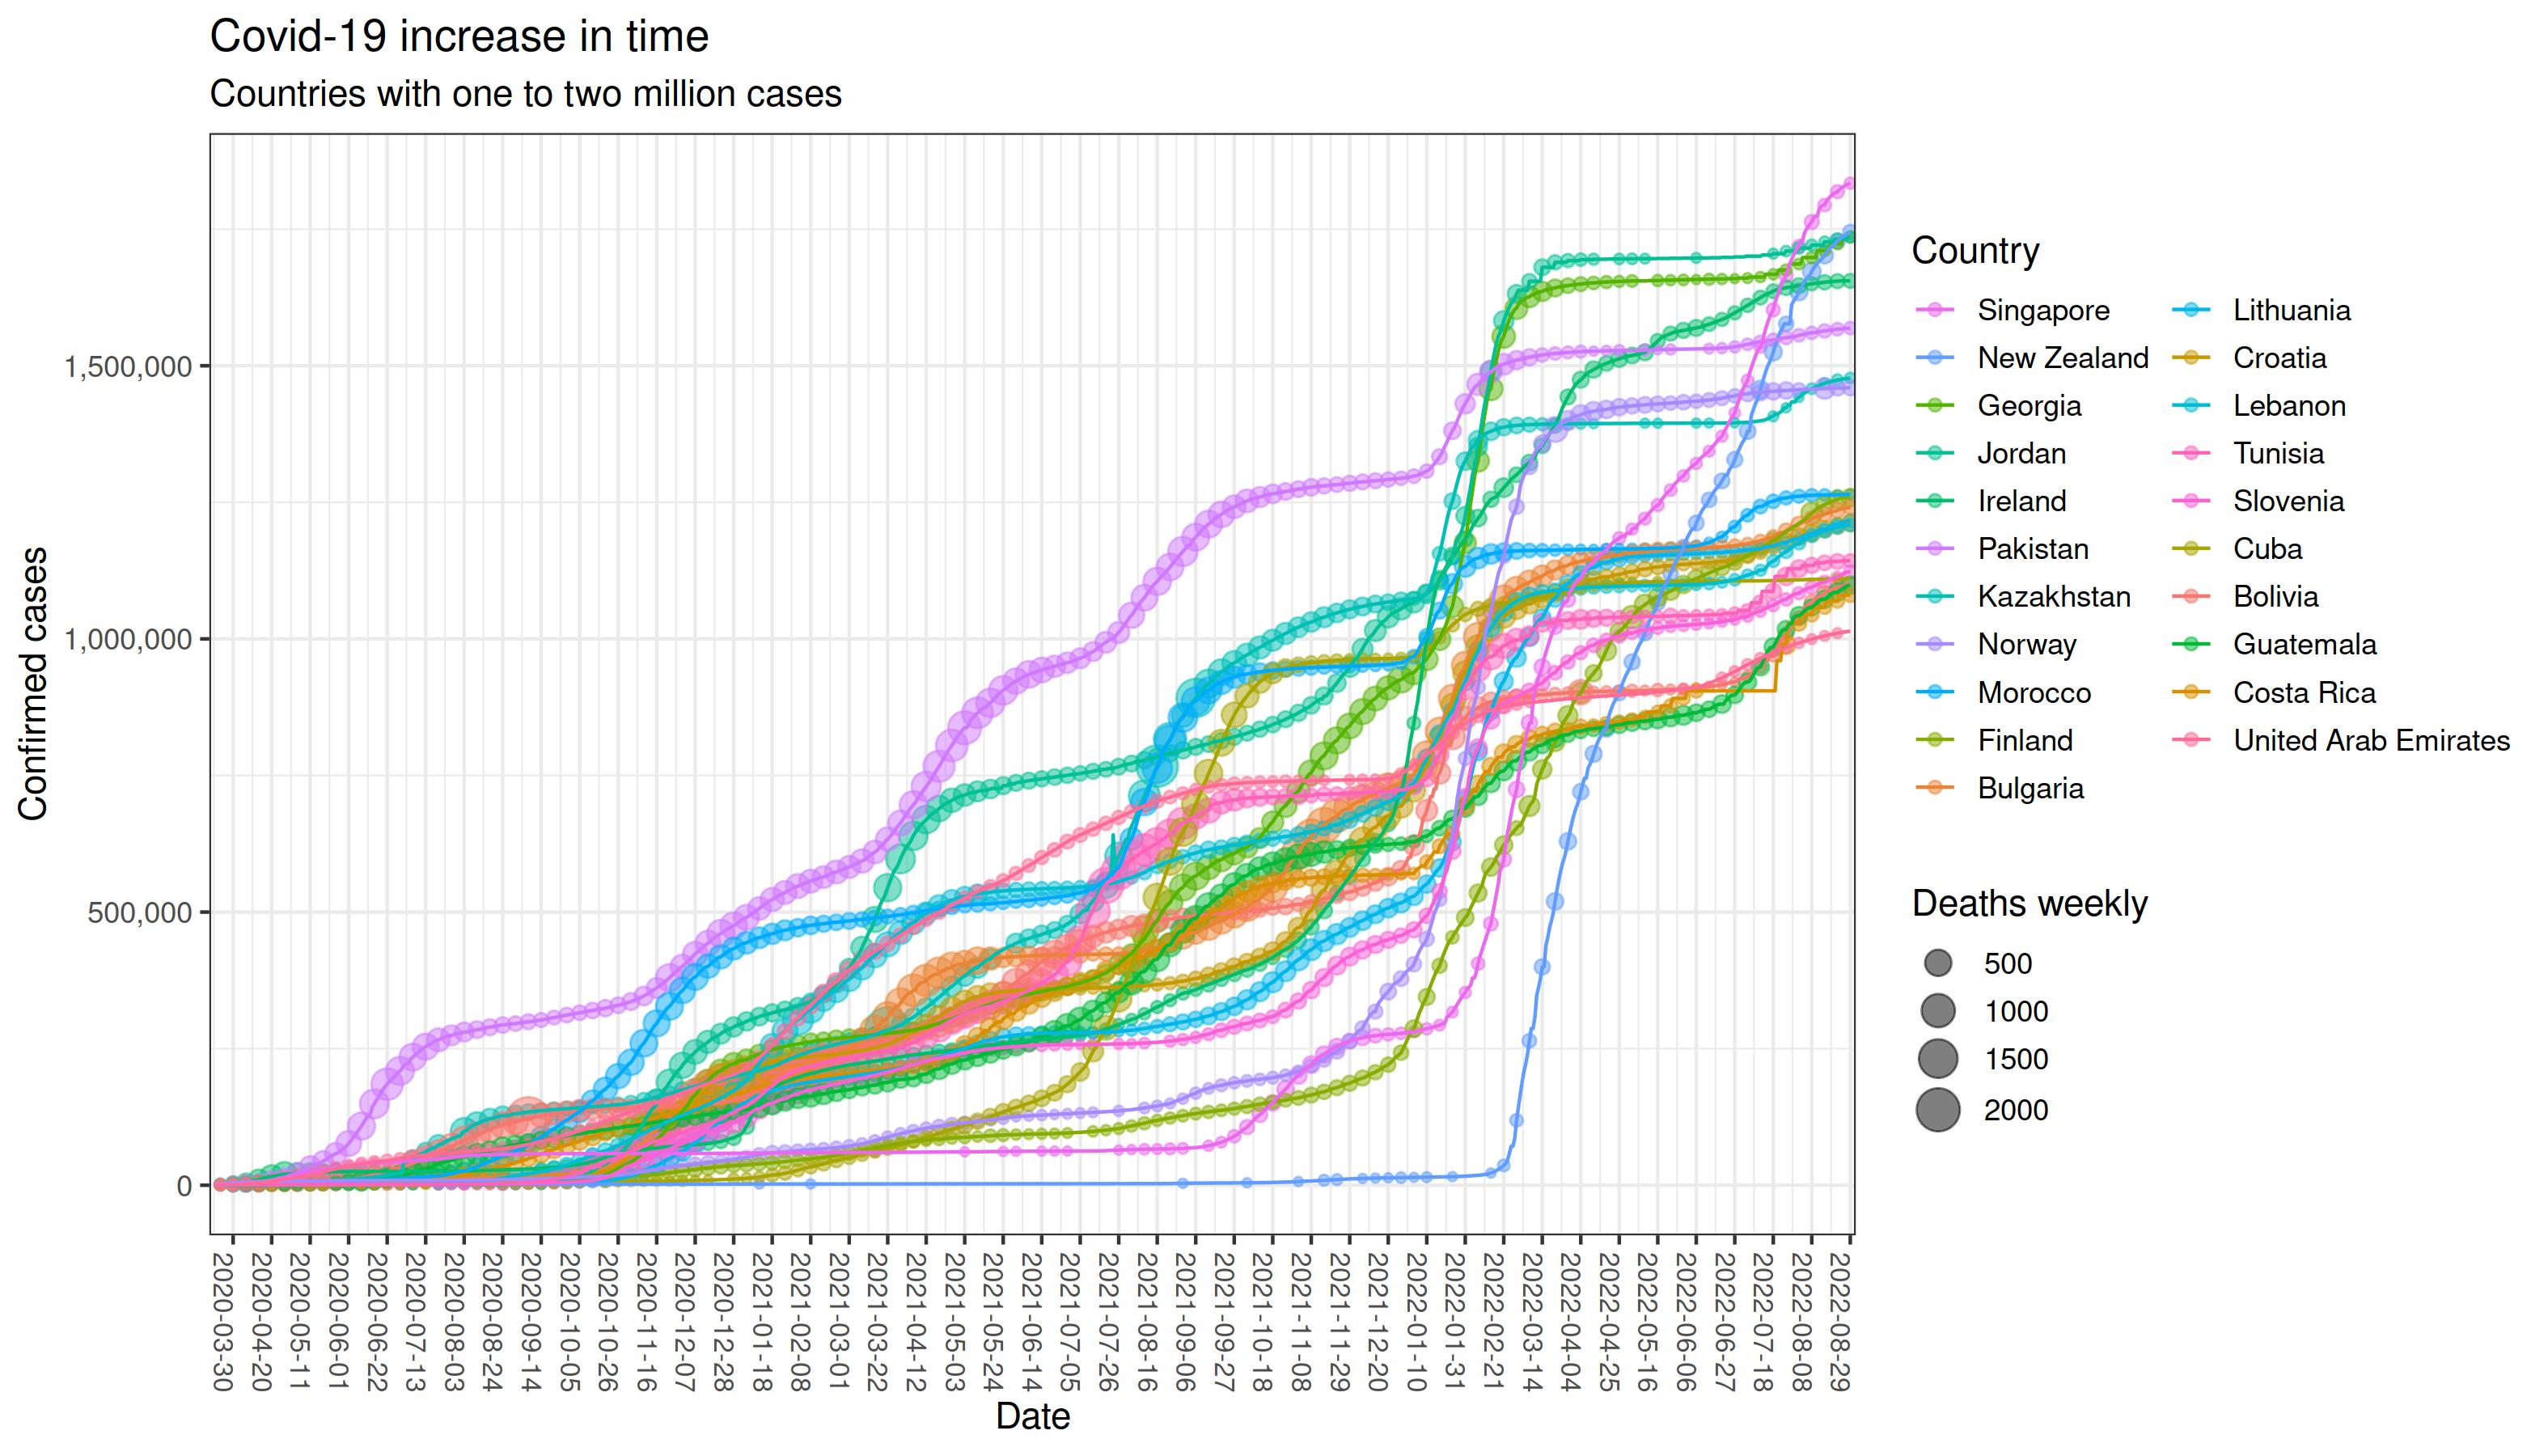 Covid-19 increase in time
Countries with one to two million cases
Confirmed cases
1,500,000
1,000,000
500,000
0
2020-03-30
2020-04-20
2020-05-11
2020-06-01
2020-06-22
2020-07-13
2020-08-03
2020-08-24
2020-09-14
2020-10-05
2020-10-26
2020-11-16
2020-12-07
2020-12-28
2021-01-18
2021-02-08
2021-03-01
2021-03-22
2021-04-12
2021-05-03
2021-05-24
2021-06-14
2021-07-05
2021-07-26
2021-08-16
2021-09-06
2021-09-27
2021-10-18
2021-11-08
2021-11-29
2021-12-20
2022-01-10
2022-01-31
2022-02-21
2022-03-14
2022-04-04
2022-04-25
2022-05-16
2022-06-06
2022-06-27
2022-07-18
2022-08-08
2022-08-29
Date
Country
Singapore
New Zealand
Georgia
Jordan
Ireland
Pakistan
Kazakhstan
Norway
Morocco
Finland
Bulgaria
Lithuania
Croatia
Lebanon
Tunisia
Slovenia
Cuba
Bolivia
Guatemala
Costa Rica
United Arab Emirates
Deaths weekly
500
1000
1500
2000